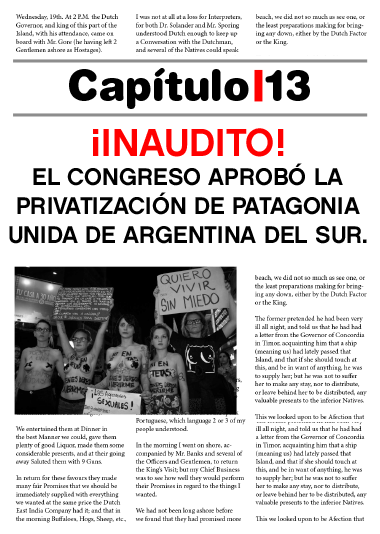 Wednesday, 19th. At 2 P.M. the Dutch
Governor, and king of this part of the
Island, with his attendance, came on
board with Mr. Gore (he having left 2
Gentlemen ashore as Hostages).
I was not at all at a loss for Interpreters,
for both Dr. Solander and Mr. Sporing
understood Dutch enough to keep up
a Conversation with the Dutchman,
and several of the Natives could speak
beach, we did not so much as see one, or
the least preparations making for bring-
ing any down, either by the Dutch Factor
or the King.
Capítulo|13
¡INAUDITO!
EL CONGRESO APROBÓ LA
PRIVATIZACIÓN DE PATAGONIA
UNIDA DE ARGENTINA DEL SUR.
QUIERO
VIVIR
SIN MIEDO
We entertained them at Dinner in
the best Manner we could, gave them
plenty of good Liquor, made them some
considerable presents, and at their going
away Saluted them with 9 Guns.
In return for these favours they made
many fair Promises that we should be
immediately supplied with everything
we wanted at the same price the Dutch
East India Company had it; and that in
the morning Buffaloes, Hogs, Sheep, etc.,
Portuguese, which language 2 or 3 of my
people understood.
In the morning I went on shore, ac-
companied by Mr. Banks and several of
the Officers and Gentlemen, to return
the King's Visit; but my Chief Business
was to see how well they would perform
their Promises in regard to the things I
wanted.
We had not been long ashore before
we found that they had promised more
beach, we did not so much as see one, or
the least preparations making for bring-
ing any down, either by the Dutch Factor
or the King.
The former pretended he had been very
ill all night, and told us that he had had
a letter from the Governor of Concordia
in Timor, acquainting him that a ship
(meaning us) had lately passed that
Island, and that if she should touch at
this, and be in want of anything, he was
to supply her; but he was not to suffer
her to make any stay, nor to distribute,
or leave behind her to be distributed, any
valuable presents to the inferior Natives.
This we looked upon to be Afection that
ill all night, and told us that he had had
a letter from the Governor of Concordia
in Timor, acquainting him that a ship
(meaning us) had lately passed that
Island, and that if she should touch at
this, and be in want of anything, he was
to supply her; but he was not to suffer
her to make any stay, nor to distribute,
or leave behind her to be distributed, any
valuable presents to the inferior Natives.
This we looked upon to be Afection that